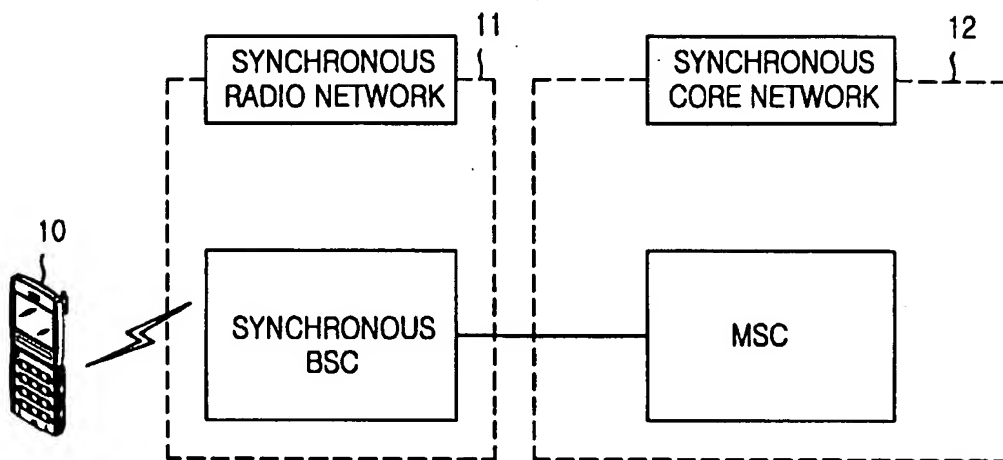 11
12
SYNCHRONOUS
RADIO NETWORK
SYNCHRONOUS
CORE NETWORK
10
SYNCHRONOUS
BSC
MSC